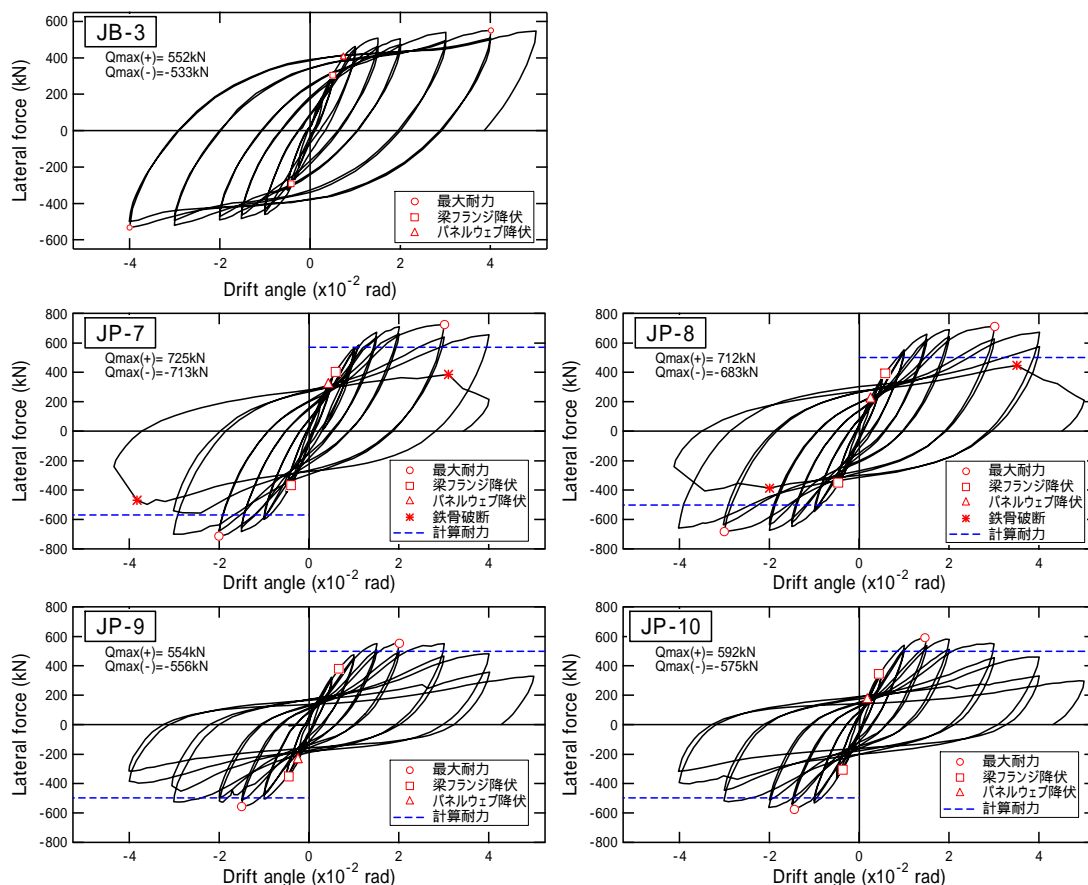 JB-3
Qmax(+)= 552kN
Qmax(-)=-533kN
Lateral force (kN)
600
400
200
0
-200
-400
-600
最大耐力
梁フランジ降伏
パネルウェブ降伏
-4 -2 0 2 4
Drift angle (x10-2 rad)
JP-7
Qmax(+)= 725kN
Qmax(-)=-713kN
Lateral force (kN)
800
600
400
200
0
-200
-400
-600
-800
最大耐力
梁フランジ降伏
パネルウェブ降伏
鉄骨破断
計算耐力
-4 -2 0 2 4
Drift angle (x10-2 rad)
JP-8
Qmax(+)= 712kN
Qmax(-)=-683kN
Lateral force (kN)
800
600
400
200
0
-200
-400
-600
-800
最大耐力
梁フランジ降伏
パネルウェブ降伏
鉄骨破断
計算耐力
-4 -2 0 2 4
Drift angle (x10-2 rad)
JP-9
Qmax(+)= 554kN
Qmax(-)=-556kN
Lateral force (kN)
800
600
400
200
0
-200
-400
-600
-800
最大耐力
梁フランジ降伏
パネルウェブ降伏
計算耐力
-4 -2 0 2 4
Drift angle (x10-2 rad)
JP-10
Qmax(+)= 592kN
Qmax(-)=-575kN
Lateral force (kN)
800
600
400
200
0
-200
-400
-600
-800
最大耐力
梁フランジ降伏
パネルウェブ降伏
計算耐力
-4 -2 0 2 4
Drift angle (x10-2 rad)